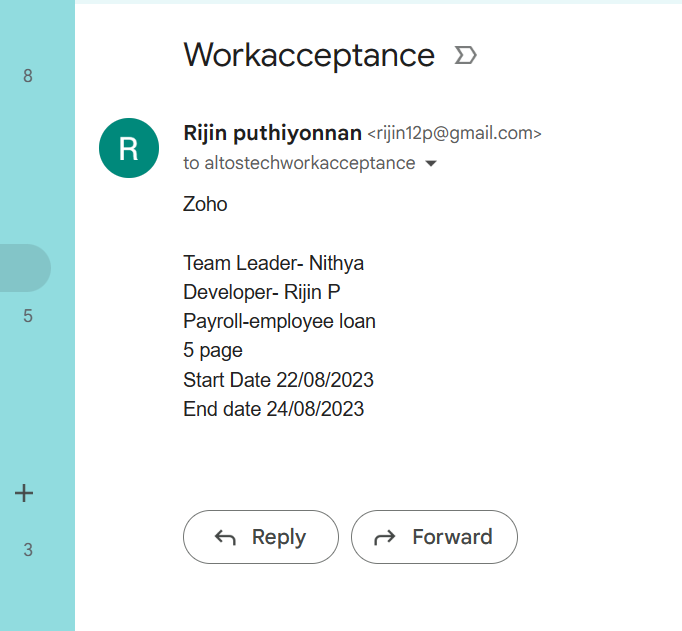 Workacceptance
8
R
Rijin puthiyonnan <rijin12p@gmail.com>
to altostechworkacceptance
Zoho
Team Leader- Nithya
Developer- Rijin P
5
Payroll-employee loan
5 page
Start Date 22/08/2023
End date 24/08/2023
+
Reply Forward
3